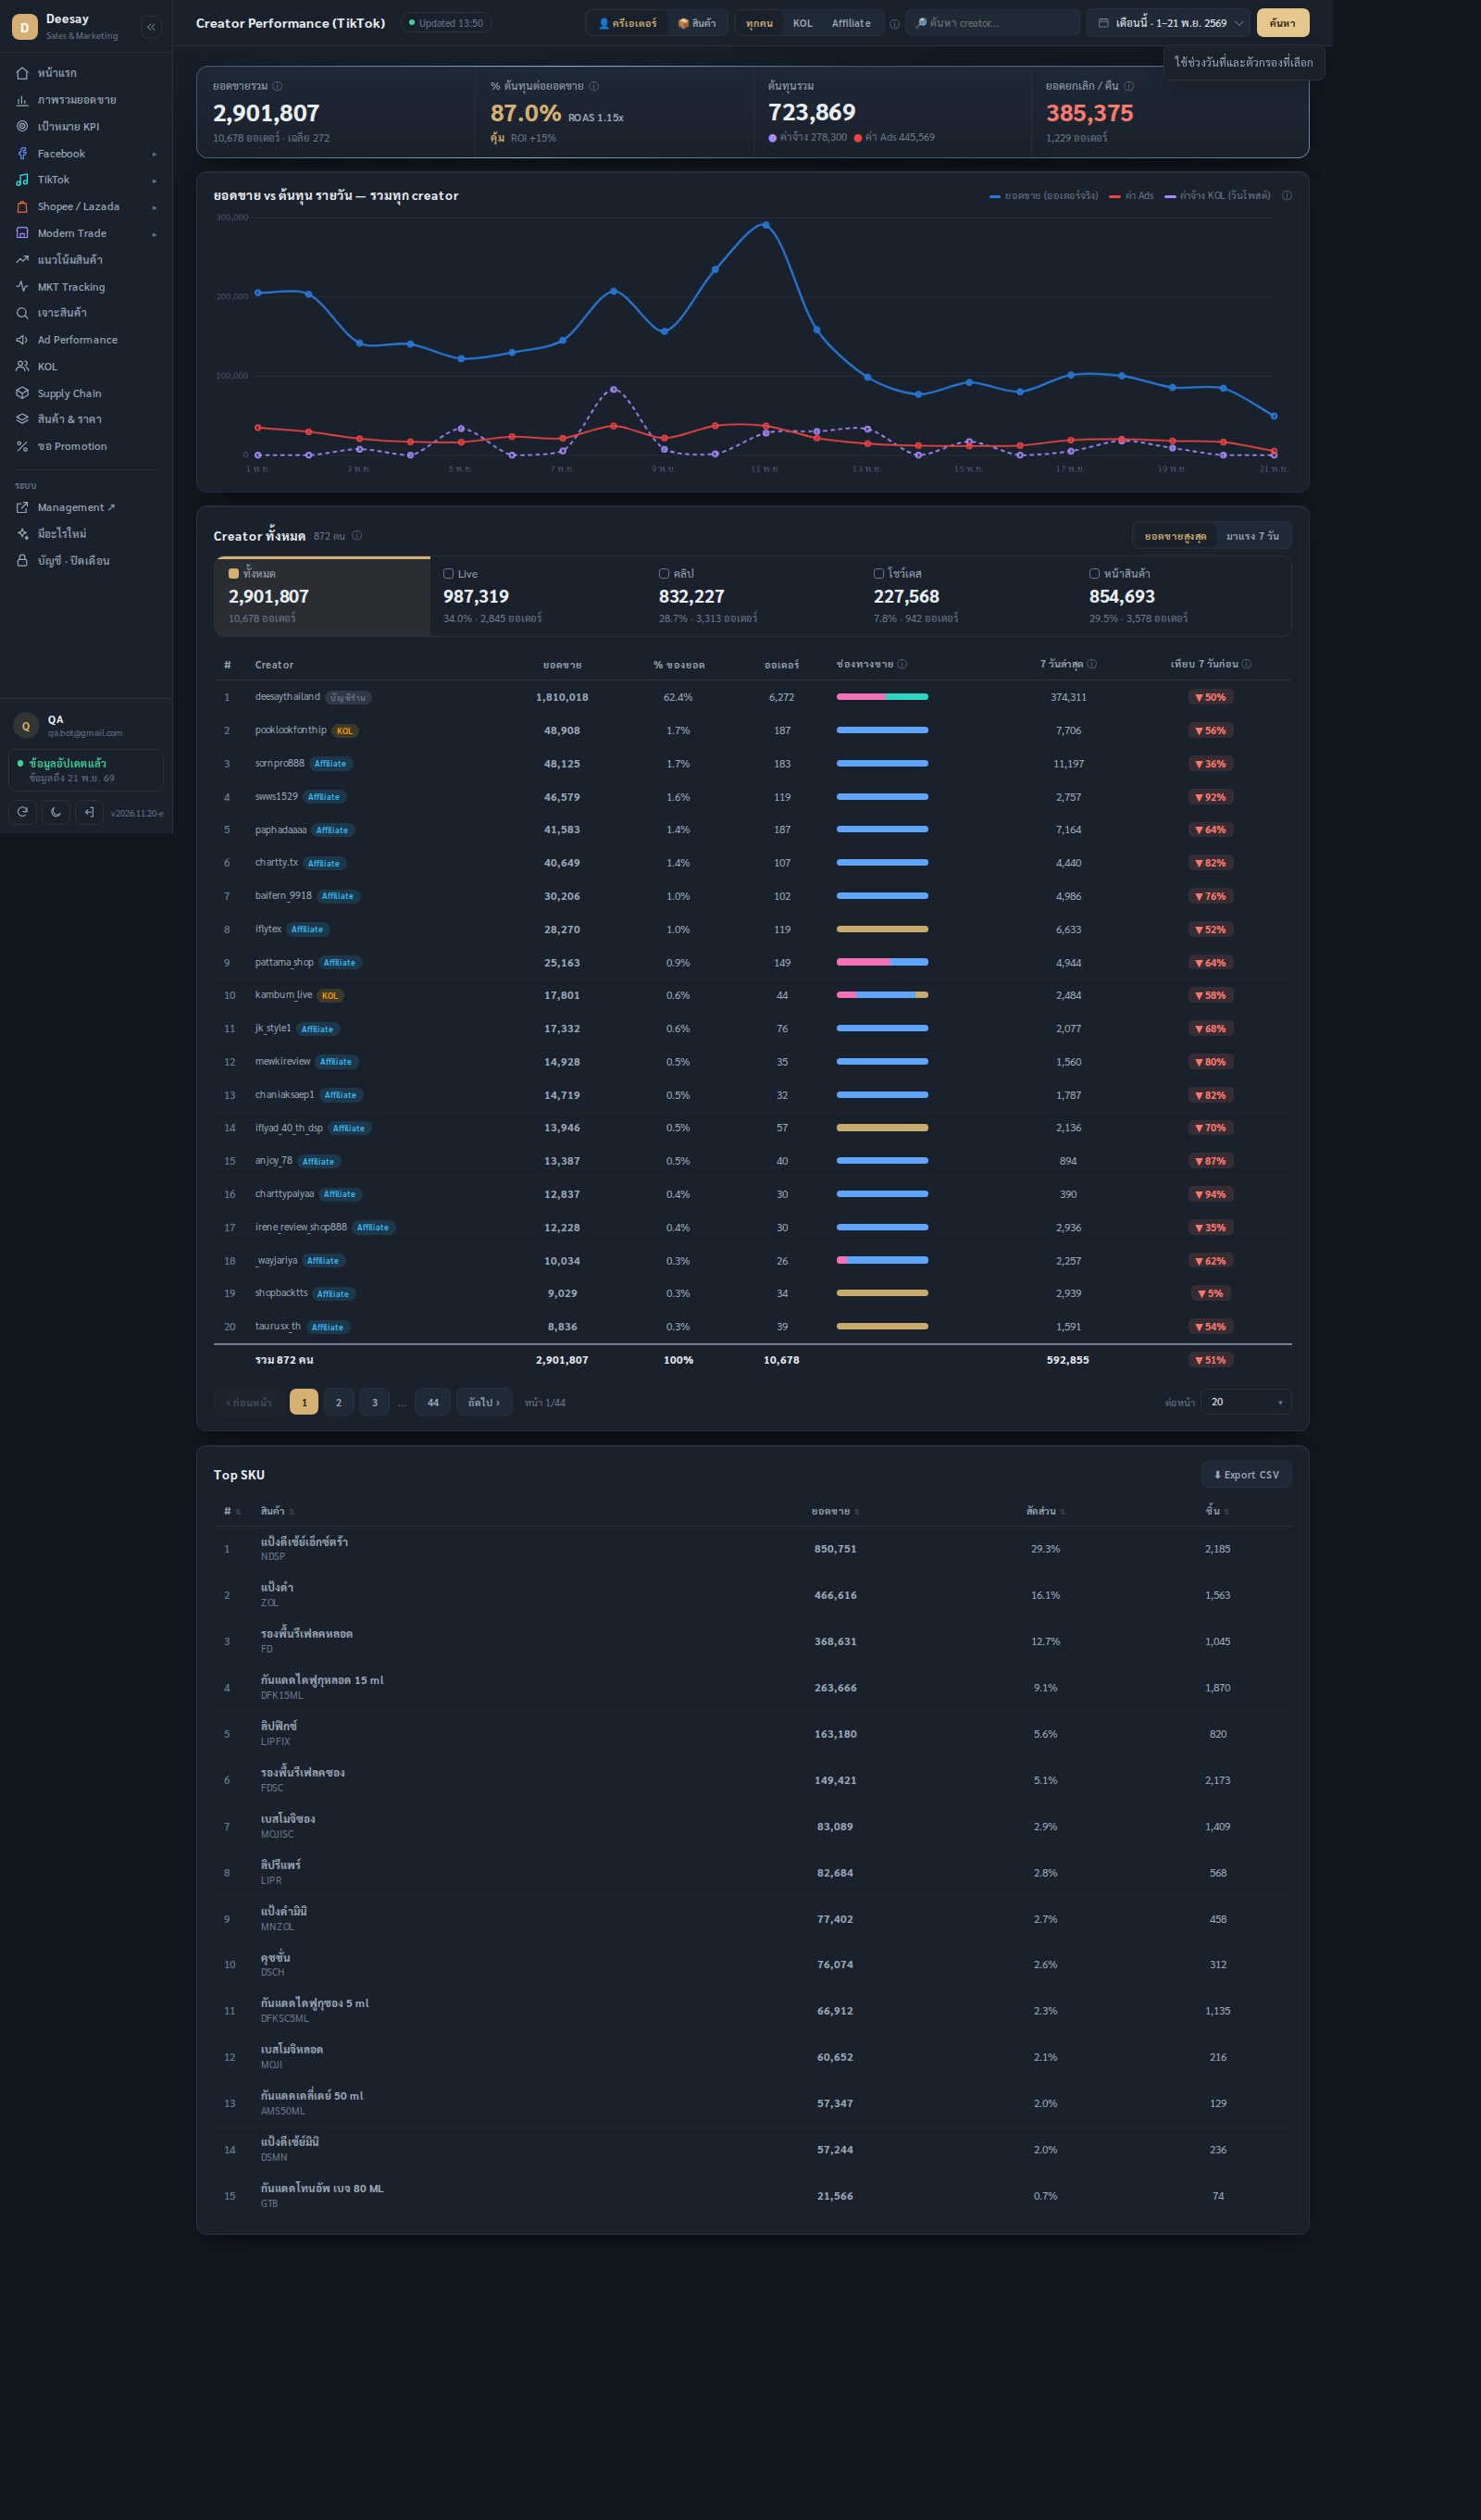 D
Deesay
Sales & Marketing
หน้าแรก
ภาพรวมยอดขาย
เป้าหมาย KPI
Facebook
TikTok
Shopee / Lazada
Modern Trade
แนวโน้มสินค้า
MKT Tracking
เจาะสินค้า
Ad Performance
KOL
Supply Chain
สินค้า & ราคา
ขอ Promotion
ระบบ
Management ↗
มีอะไรใหม่
บัญชี · ปิดเดือน
Q
QA
qa.bot@gmail.com
ข้อมูลอัปเดตแล้ว
ข้อมูลถึง 21 พ.ย. 69
v2026.11.20-e
Creator Performance (TikTok)
Updated 13:50
ครีเอเตอร์ สินค้า
ทุกคน KOL Affiliate
ค้นหา creator...
เดือนนี้ · 1–21 พ.ย. 2569
ค้นหา
ใช้ช่วงวันที่และตัวกรองที่เลือก
ยอดขายรวม
2,901,807
10,678 ออเดอร์ · เฉลี่ย 272
% ต้นทุนต่อยอดขาย
87.0% ROAS 1.15x
คุ้ม ROI +15%
ต้นทุนรวม
723,869
ค่าจ้าง 278,300 ค่า Ads 445,569
ยอดยกเลิก / คืน
385,375
1,229 ออเดอร์
ยอดขาย vs ต้นทุน รายวัน — รวมทุก creator
ยอดขาย (ออเดอร์จริง) ค่า Ads ค่าจ้าง KOL (วันโพสต์)
300,000
200,000
100,000
0
1 พ.ย. 3 พ.ย. 5 พ.ย. 7 พ.ย. 9 พ.ย. 11 พ.ย. 13 พ.ย. 15 พ.ย. 17 พ.ย. 19 พ.ย. 21 พ.ย.
Creator ทั้งหมด 872 คน
ยอดขายสูงสุด มาแรง 7 วัน
ทั้งหมด
2,901,807
10,678 ออเดอร์
Live
987,319
34.0% · 2,845 ออเดอร์
คลิป
832,227
28.7% · 3,313 ออเดอร์
โชว์เคส
227,568
7.8% · 942 ออเดอร์
หน้าสินค้า
854,693
29.5% · 3,578 ออเดอร์
# Creator ยอดขาย % ของยอด ออเดอร์ ช่องทางขาย 7 วันล่าสุด เทียบ 7 วันก่อน
1 deesaythailand บัญชีร้าน 1,810,018 62.4% 6,272 374,311 ▼ 50%
2 pooklookfonthip KOL 48,908 1.7% 187 7,706 ▼ 56%
3 sornpro888 Affiliate 48,125 1.7% 183 11,197 ▼ 36%
4 swws1529 Affiliate 46,579 1.6% 119 2,757 ▼ 92%
5 paphadaaaa Affiliate 41,583 1.4% 187 7,164 ▼ 64%
6 chartty.tx Affiliate 40,649 1.4% 107 4,440 ▼ 82%
7 baifern_9918 Affiliate 30,206 1.0% 102 4,986 ▼ 76%
8 iflytex Affiliate 28,270 1.0% 119 6,633 ▼ 52%
9 pattama_shop Affiliate 25,163 0.9% 149 4,944 ▼ 64%
10 kamburn_live KOL 17,801 0.6% 44 2,484 ▼ 58%
11 jk_style1 Affiliate 17,332 0.6% 76 2,077 ▼ 68%
12 mewkireview Affiliate 14,928 0.5% 35 1,560 ▼ 80%
13 chaniaksaep1 Affiliate 14,719 0.5% 32 1,787 ▼ 82%
14 iflyad_40_th_dsp Affiliate 13,946 0.5% 57 2,136 ▼ 70%
15 anjoy_78 Affiliate 13,387 0.5% 40 894 ▼ 87%
16 charttypaiyaa Affiliate 12,837 0.4% 30 390 ▼ 94%
17 irene_review_shop888 Affiliate 12,228 0.4% 30 2,936 ▼ 35%
18 _wayjariya Affiliate 10,034 0.3% 26 2,257 ▼ 62%
19 shopbacktts Affiliate 9,029 0.3% 34 2,939 ▼ 5%
20 taurusx_th Affiliate 8,836 0.3% 39 1,591 ▼ 54%
รวม 872 คน 2,901,807 100% 10,678 592,855 ▼ 51%
‹ ก่อนหน้า 1 2 3 ... 44 ถัดไป › หน้า 1/44
ต่อหน้า 20
Top SKU
Export CSV
# สินค้า ยอดขาย สัดส่วน ชิ้น
1 แป้งดีเซ้ย์เอ็กซ์ตร้า 850,751 29.3% 2,185
NDSP
2 แป้งดำ 466,616 16.1% 1,563
ZOL
3 รองพื้นรีเฟลคหลอด 368,631 12.7% 1,045
FD
4 กันแดดไดฟูกุหลอด 15 ml 263,666 9.1% 1,870
DFK15ML
5 ลิปฟิกซ์ 163,180 5.6% 820
LIPFIX
6 รองพื้นรีเฟลคซอง 149,421 5.1% 2,173
FDSC
7 เบสโมจิซอง 83,089 2.9% 1,409
MOJISC
8 ลิปรีแพร์ 82,684 2.8% 568
LIPR
9 แป้งดำมินิ 77,402 2.7% 458
MNZOL
10 คุชชั่น 76,074 2.6% 312
DSCH
11 กันแดดไดฟูกุซอง 5 ml 66,912 2.3% 1,135
DFKSC5ML
12 เบสโมจิหลอด 60,652 2.1% 216
MOJI
13 กันแดดเดลี่เดย์ 50 ml 57,347 2.0% 129
AMS50ML
14 แป้งดีเซ้ย์มินิ 57,244 2.0% 236
DSMN
15 กันแดดโทนอัพ เบจ 80 ML 21,566 0.7% 74
GTB